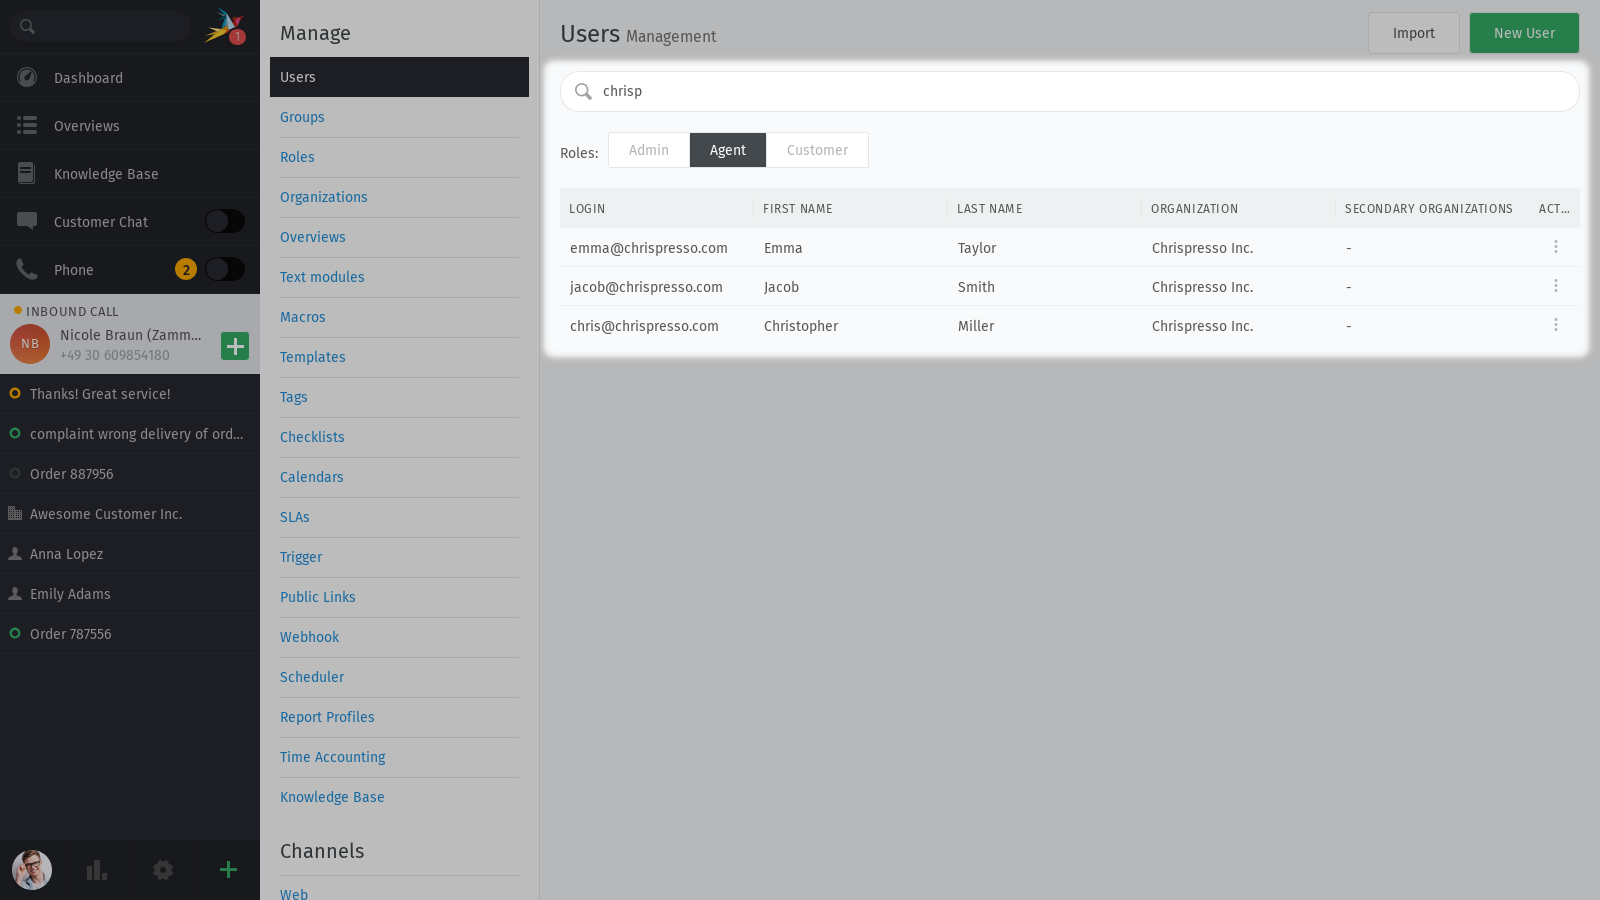 1
Dashboard
Overviews
Knowledge Base
Customer Chat
Phone 2
INBOUND CALL
NB
Nicole Braun (Zamm...
+49 30 609854180
Thanks! Great service!
complaint wrong delivery of ord...
Order 887956
Awesome Customer Inc.
Anna Lopez
Emily Adams
Order 787556
Manage
Users
Groups
Roles
Organizations
Overviews
Text modules
Macros
Templates
Tags
Checklists
Calendars
SLAs
Trigger
Public Links
Webhook
Scheduler
Report Profiles
Time Accounting
Knowledge Base
Channels
Web
Users Management
Import New User
chrisp
Roles: Admin Agent Customer
LOGIN FIRST NAME LAST NAME ORGANIZATION SECONDARY ORGANIZATIONS ACT...
emma@chrispresso.com Emma Taylor Chrispresso Inc. -
jacob@chrispresso.com Jacob Smith Chrispresso Inc. -
chris@chrispresso.com Christopher Miller Chrispresso Inc. -